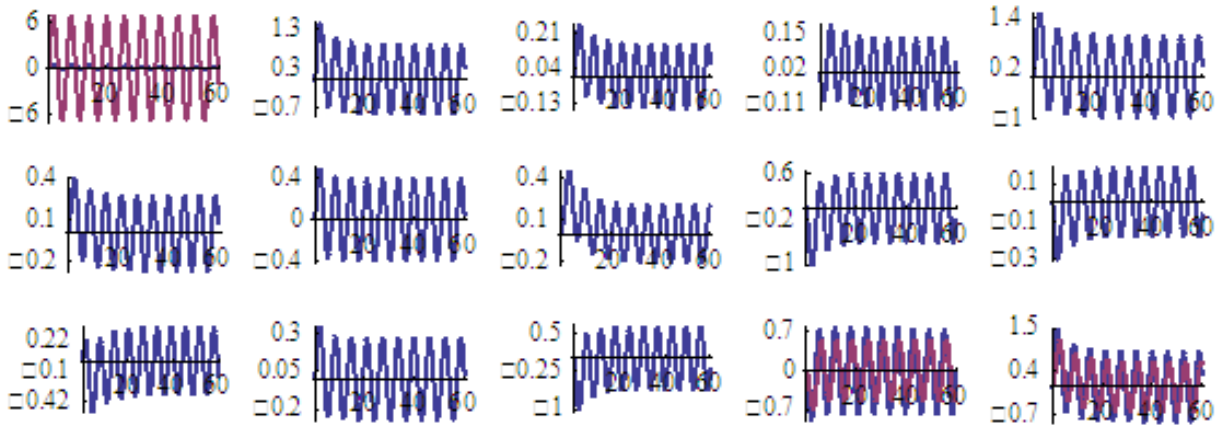 6 0 □6 20 40 60
1.3 0.3 □0.7 20 40 60
0.21 0.04 □0.13 20 40 60
0.15 0.02 □0.11 20 40 60
1.4 0.2 □1 20 40 60
0.4 0.1 □0.2 20 40 60
0.4 0 □0.4 20 40 60
0.4 0.1 □0.2 20 40 60
0.6 □0.2 □1 20 40 60
0.1 □0.1 □0.3 20 40 60
0.22 □0.1 □0.42 20 40 60
0.3 0.05 □0.2 20 40 60
0.5 □0.25 □1 20 40 60
0.7 0 □0.7 20 40 60
1.5 0.4 □0.7 20 40 60